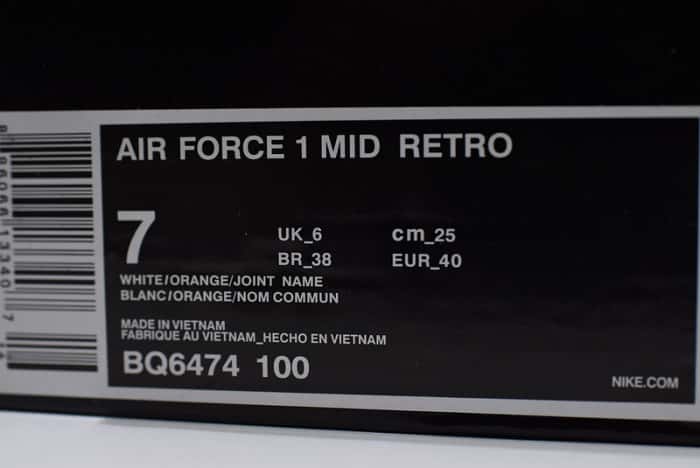 AIR FORCE 1 MID RETRO
7
UK_6 cm_25
BR_38 EUR_40
WHITE/ORANGE/JOINT NAME
BLANC/ORANGE/NOM COMMUN
MADE IN VIETNAM
FABRIQUE AU VIETNAM_HECHO EN VIETNAM
BQ6474 100
NIKE.COM